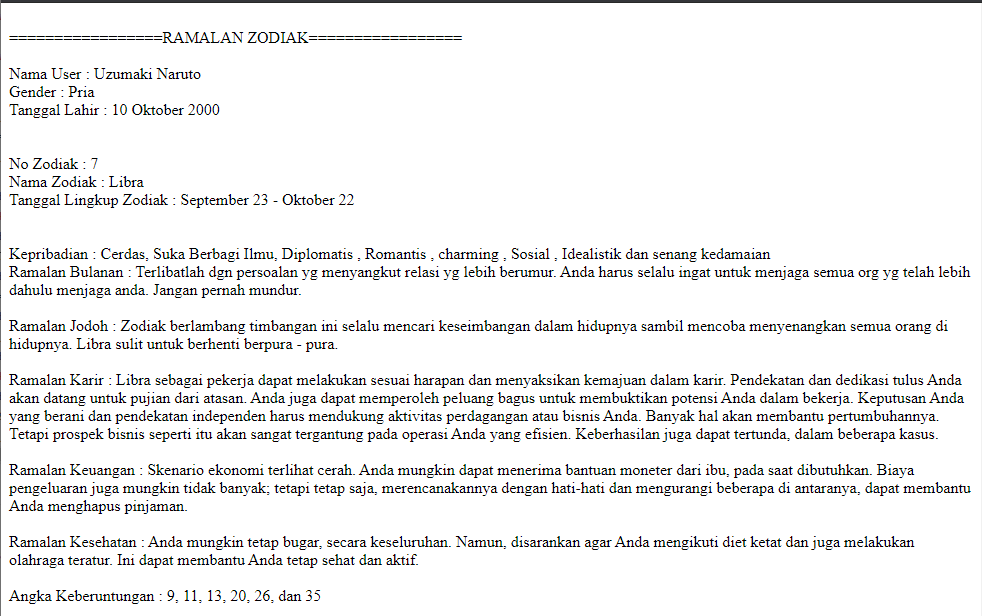 =================RAMALAN ZODIAK=================
Nama User : Uzumaki Naruto
Gender : Pria
Tanggal Lahir : 10 Oktober 2000
No Zodiak : 7
Nama Zodiak : Libra
Tanggal Lingkup Zodiak : September 23 - Oktober 22
Kepribadian : Cerdas, Suka Berbagi Ilmu, Diplomatis , Romantis , charming , Sosial , Idealistik dan senang kedamaian
Ramalan Bulanan : Terlibatlah dgn persoalan yg menyangkut relasi yg lebih berumur. Anda harus selalu ingat untuk menjaga semua org yg telah lebih
dahulu menjaga anda. Jangan pernah mundur.
Ramalan Jodoh : Zodiak berlambang timbangan ini selalu mencari keseimbangan dalam hidupnya sambil mencoba menyenangkan semua orang di
hidupnya. Libra sulit untuk berhenti berpura - pura.
Ramalan Karir : Libra sebagai pekerja dapat melakukan sesuai harapan dan menyaksikan kemajuan dalam karir. Pendekatan dan dedikasi tulus Anda
akan datang untuk pujian dari atasan. Anda juga dapat memperoleh peluang bagus untuk membuktikan potensi Anda dalam bekerja. Keputusan Anda
yang berani dan pendekatan independen harus mendukung aktivitas perdagangan atau bisnis Anda. Banyak hal akan membantu pertumbuhannya.
Tetapi prospek bisnis seperti itu akan sangat tergantung pada operasi Anda yang efisien. Keberhasilan juga dapat tertunda, dalam beberapa kasus.
Ramalan Keuangan : Skenario ekonomi terlihat cerah. Anda mungkin dapat menerima bantuan moneter dari ibu, pada saat dibutuhkan. Biaya
pengeluaran juga mungkin tidak banyak; tetapi tetap saja, merencanakannya dengan hati-hati dan mengurangi beberapa di antaranya, dapat membantu
Anda menghapus pinjaman.
Ramalan Kesehatan : Anda mungkin tetap bugar, secara keseluruhan. Namun, disarankan agar Anda mengikuti diet ketat dan juga melakukan
olahraga teratur. Ini dapat membantu Anda tetap sehat dan aktif.
Angka Keberuntungan : 9, 11, 13, 20, 26, dan 35